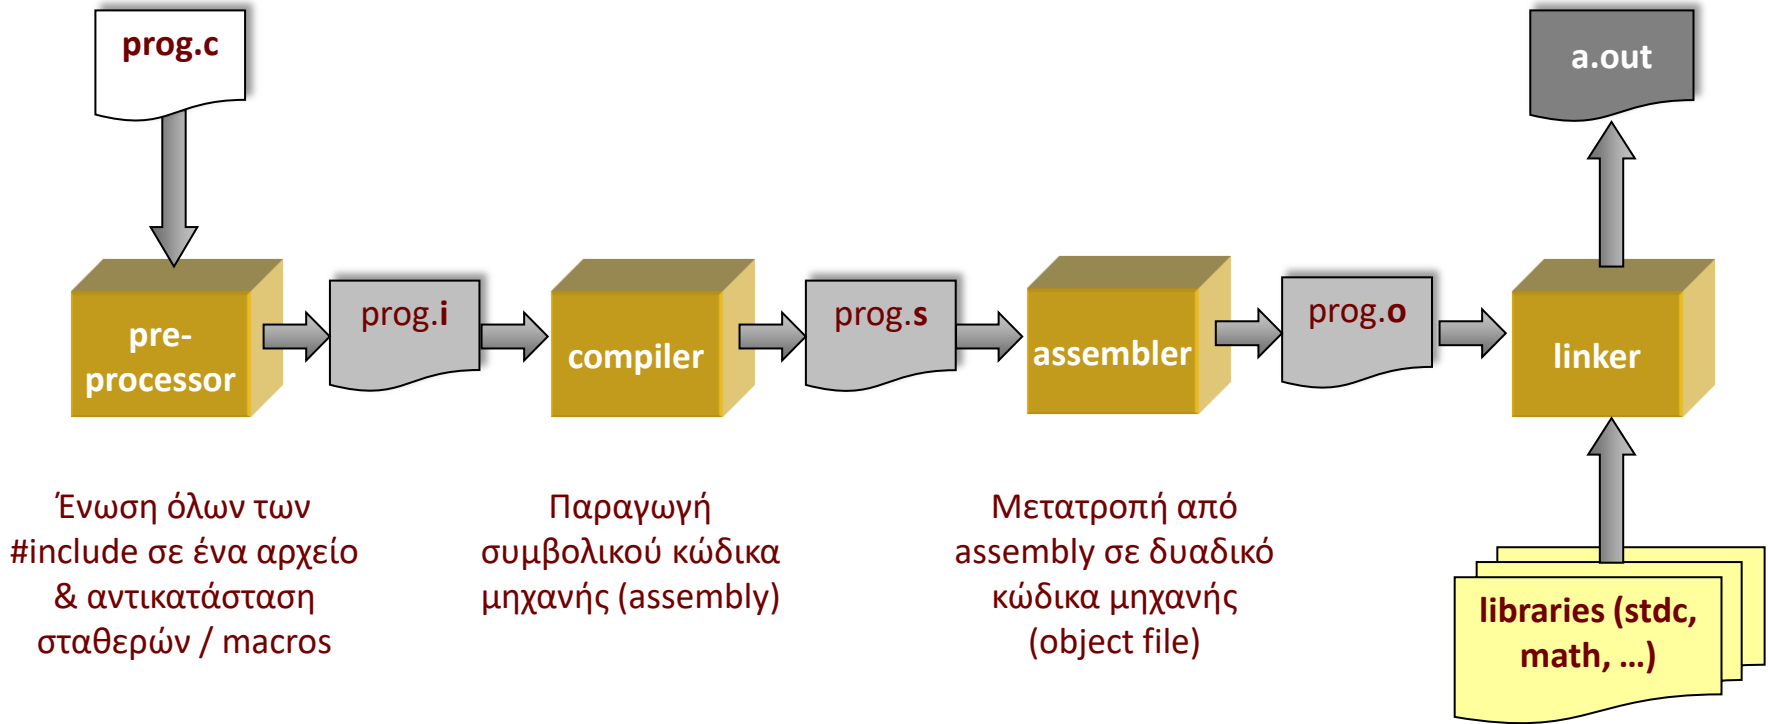 prog.c
a.out
pre-
processor
prog.i
compiler
prog.s
assembler
prog.o
linker
Ένωση όλων των
#include σε ένα αρχείο
& αντικατάσταση
σταθερών / macros
Παραγωγή
συμβολικού κώδικα
μηχανής (assembly)
Μετατροπή από
assembly σε δυαδικό
κώδικα μηχανής
(object file)
libraries (stdc,
math, …)